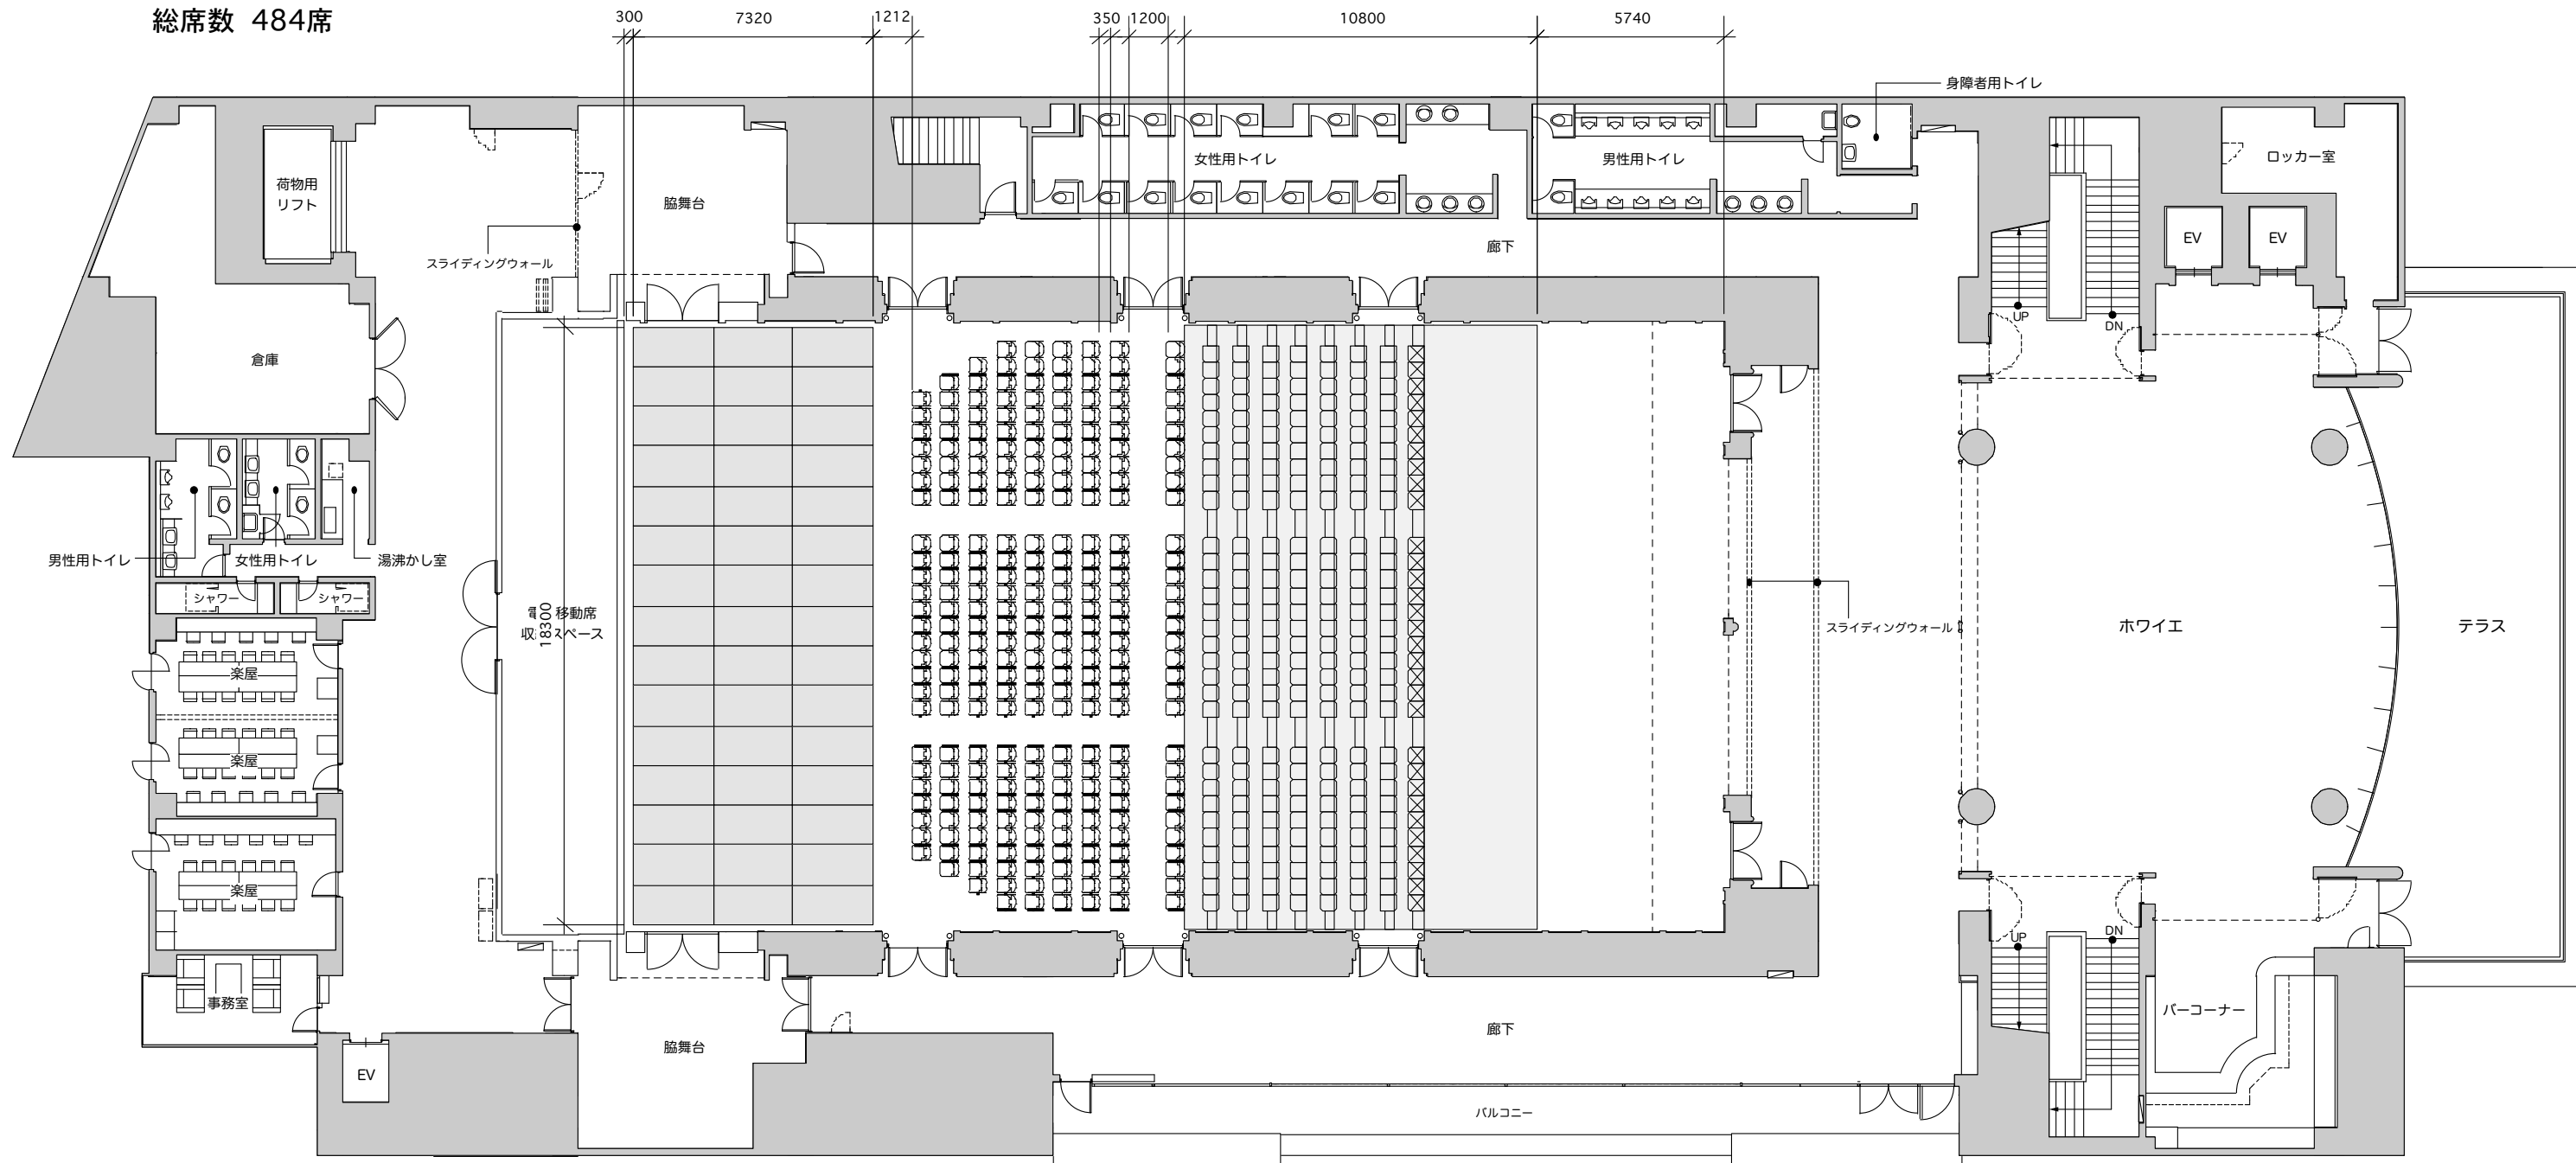 総席数 484席
300
7320
1212
350
1200
10800
5740
身障者用トイレ
女性用トイレ
男性用トイレ
ロッカー室
荷物用
リフト
脇舞台
スライディングウォール
廊下
EV
EV
UP
DN
倉庫
男性用トイレ
女性用トイレ
湯沸かし室
シャワー
シャワー
移動席
収
スペース
18300
スライディングウォール
ホワイエ
テラス
楽屋
楽屋
楽屋
UP
DN
事務室
バーコーナー
廊下
脇舞台
EV
バルコニー